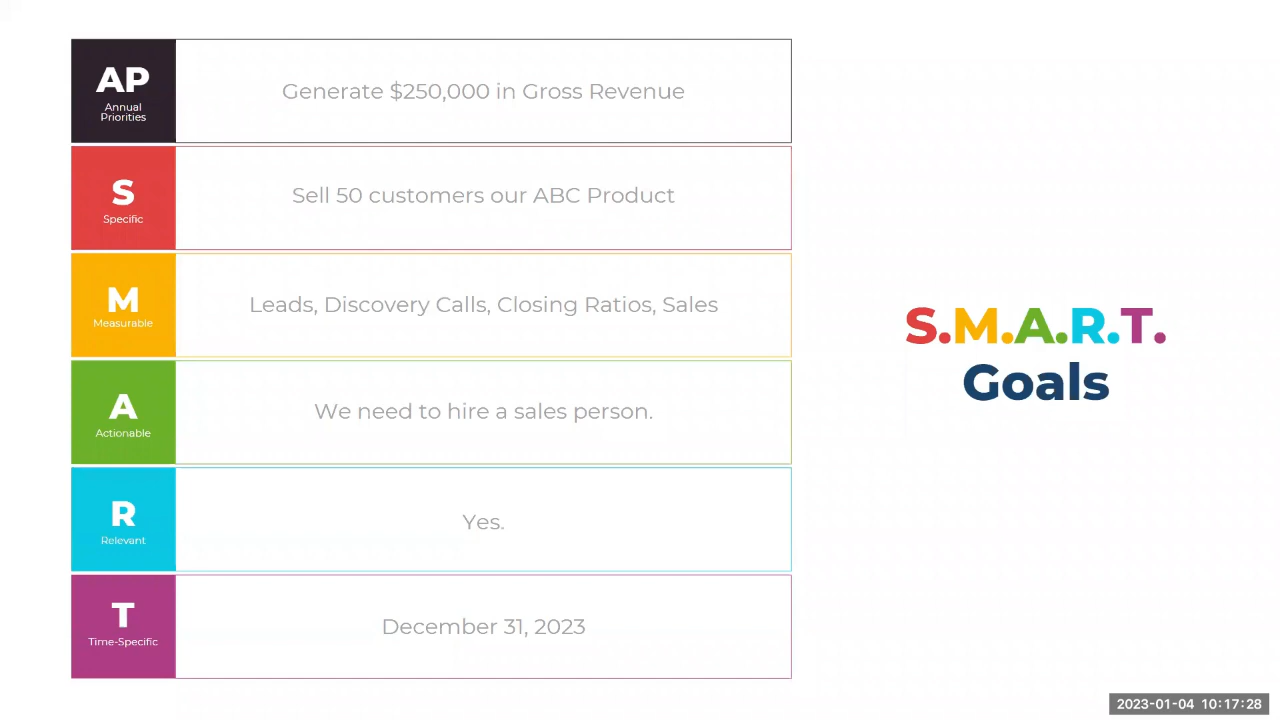 AP
Annual
Priorities
Generate $250,000 in Gross Revenue
S
Specific
Sell 50 customers our ABC Product
M
Measurable
Leads, Discovery Calls, Closing Ratios, Sales
A
Actionable
We need to hire a sales person.
R
Relevant
Yes.
T
Time-Specific
December 31, 2023
S.M.A.R.T.
Goals
2023-01-04 10:17:28